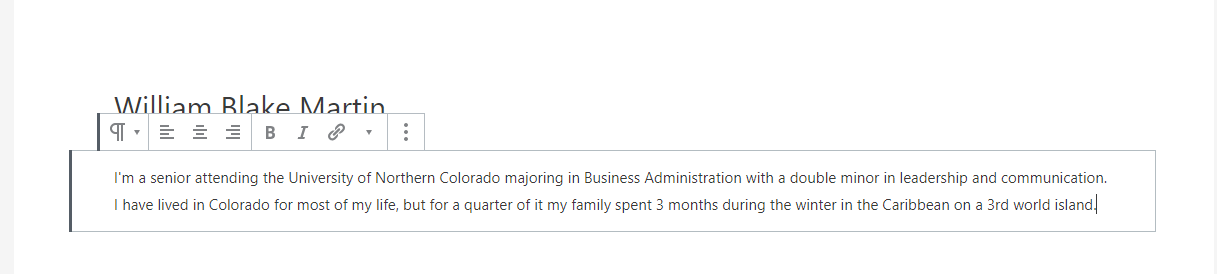 William Blake Martin
B I
I'm a senior attending the University of Northern Colorado majoring in Business Administration with a double minor in leadership and communication.
I have lived in Colorado for most of my life, but for a quarter of it my family spent 3 months during the winter in the Caribbean on a 3rd world island.